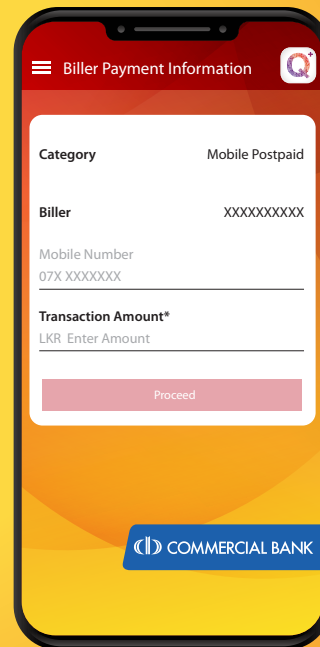 Biller Payment Information
Q+
Category Mobile Postpaid
Biller XXXXXXXXXX
Mobile Number
07X XXXXXXX
Transaction Amount*
LKR Enter Amount
Proceed
COMMERCIAL BANK